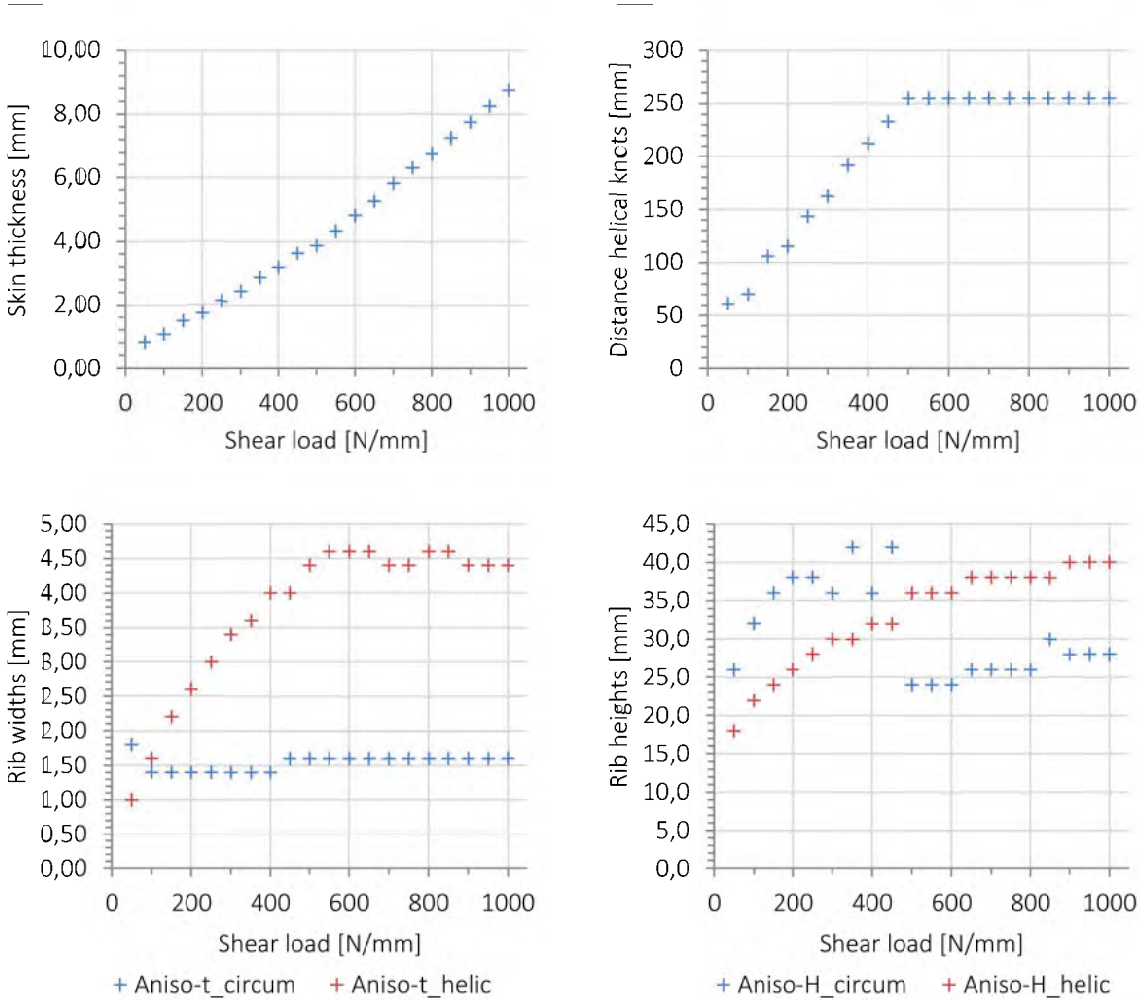 Skin thickness [mm]
10,00
8,00
6,00
4,00
2,00
0,00
0 200 400 600 800 1000
Shear load [N/mm]
Distance helical knots [mm]
300
250
200
150
100
50
0
0 200 400 600 800 1000
Shear load [N/mm]
Rib widths [mm]
5,00
4,50
4,00
3,50
3,00
2,50
2,00
1,50
1,00
0,50
0,00
0 200 400 600 800 1000
Shear load [N/mm]
Aniso-t_circum Aniso-t_helic
Rib heights [mm]
45,0
40,0
35,0
30,0
25,0
20,0
15,0
10,0
5,0
0,0
0 200 400 600 800 1000
Shear load [N/mm]
Aniso-H_circum Aniso-H_helic